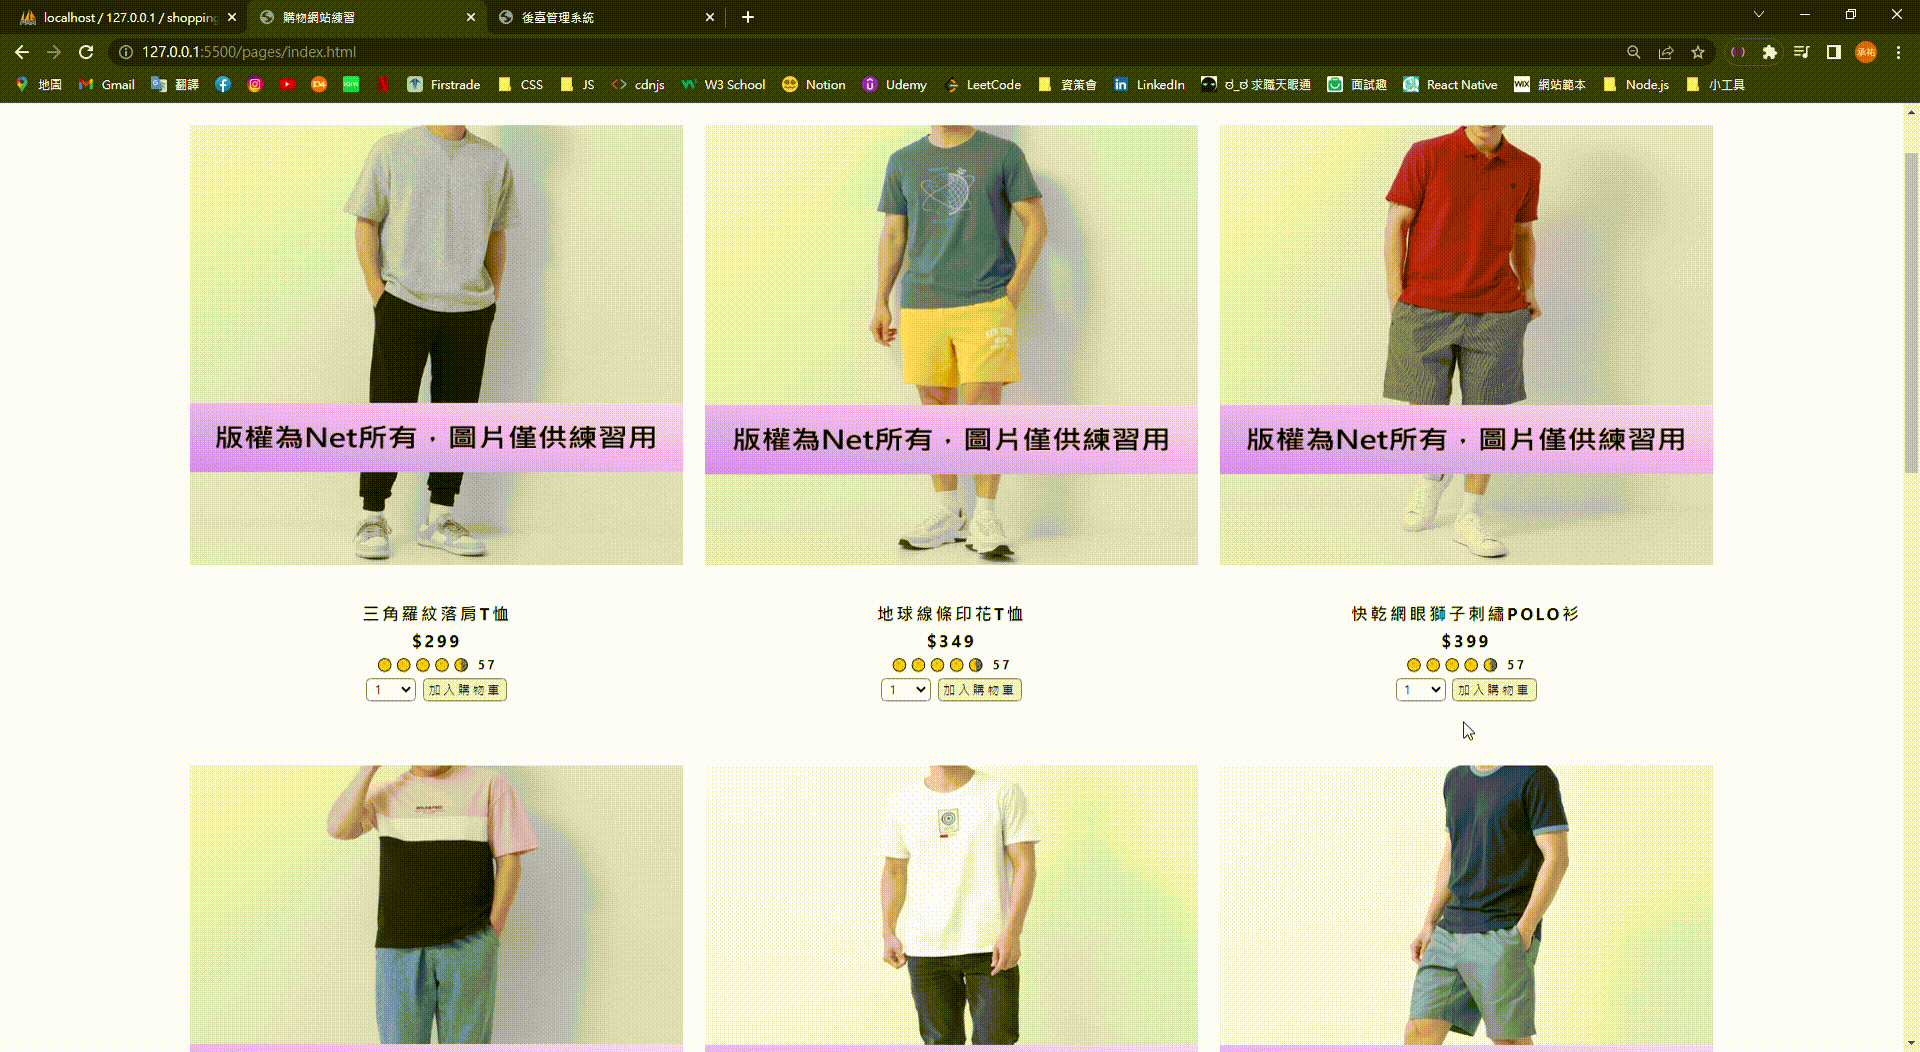 localhost / 127.0.0.1 / shopping
購物網站練習
後臺管理系統
127.0.0.1:5500/pages/index.html
地圖 Gmail 翻譯 Firstrade CSS JS cdnjs W3 School Notion Udemy LeetCode 資策會 LinkedIn ಠ_ಠ 求職天眼通 面試趣 React Native 網站範本 Node.js 小工具
版權為Net所有，圖片僅供練習用
版權為Net所有，圖片僅供練習用
版權為Net所有，圖片僅供練習用
三角羅紋落肩T恤
$299
57
1 加入購物車
地球線條印花T恤
$349
57
1 加入購物車
快乾網眼獅子刺繡POLO衫
$399
57
1 加入購物車